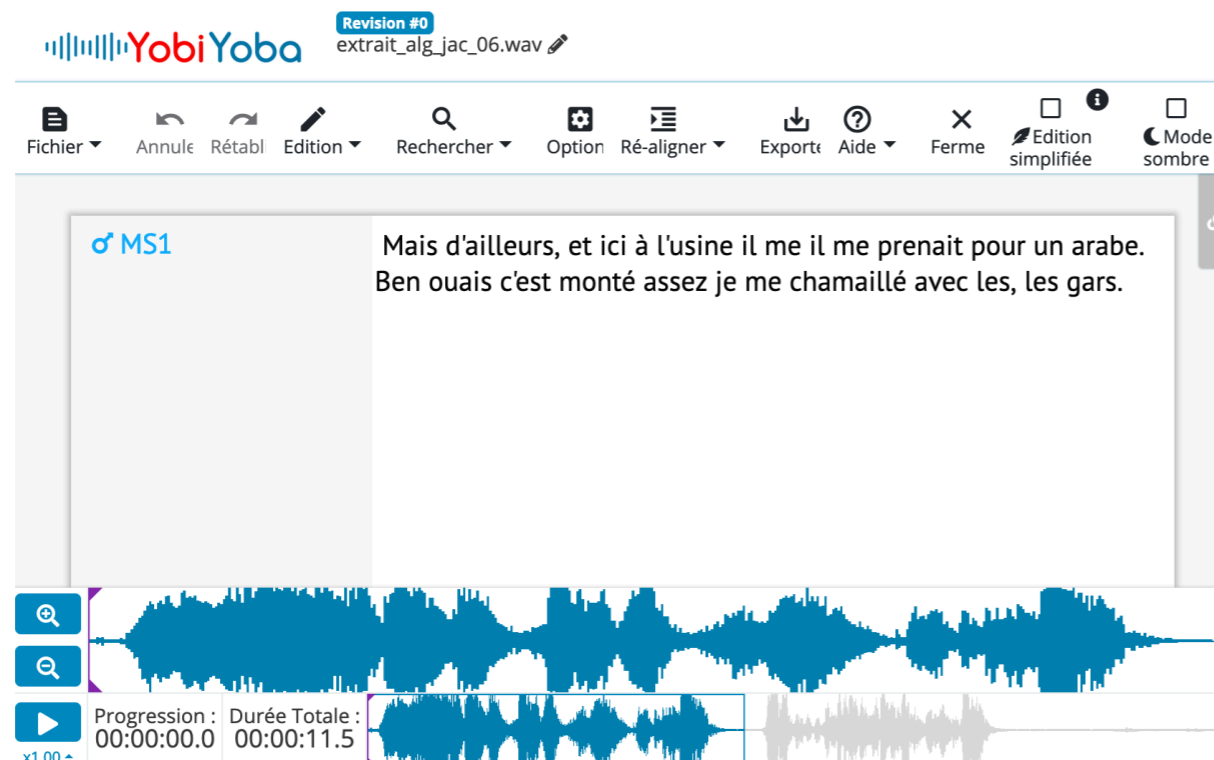 YobiYoba
Revision #0
extrait_alg_jac_06.wav
Fichier
Annule
Rétabl
Edition
Rechercher
Option
Ré-aligner
Exporte
Aide
Ferme
Edition simplifiée
Mode sombre
MS1
Mais d'ailleurs, et ici à l'usine il me il me prenait pour un arabe.
Ben ouais c'est monté assez je me chamaillé avec les, les gars.
Progression :
00:00:00.0
Durée Totale :
00:00:11.5
x1.00